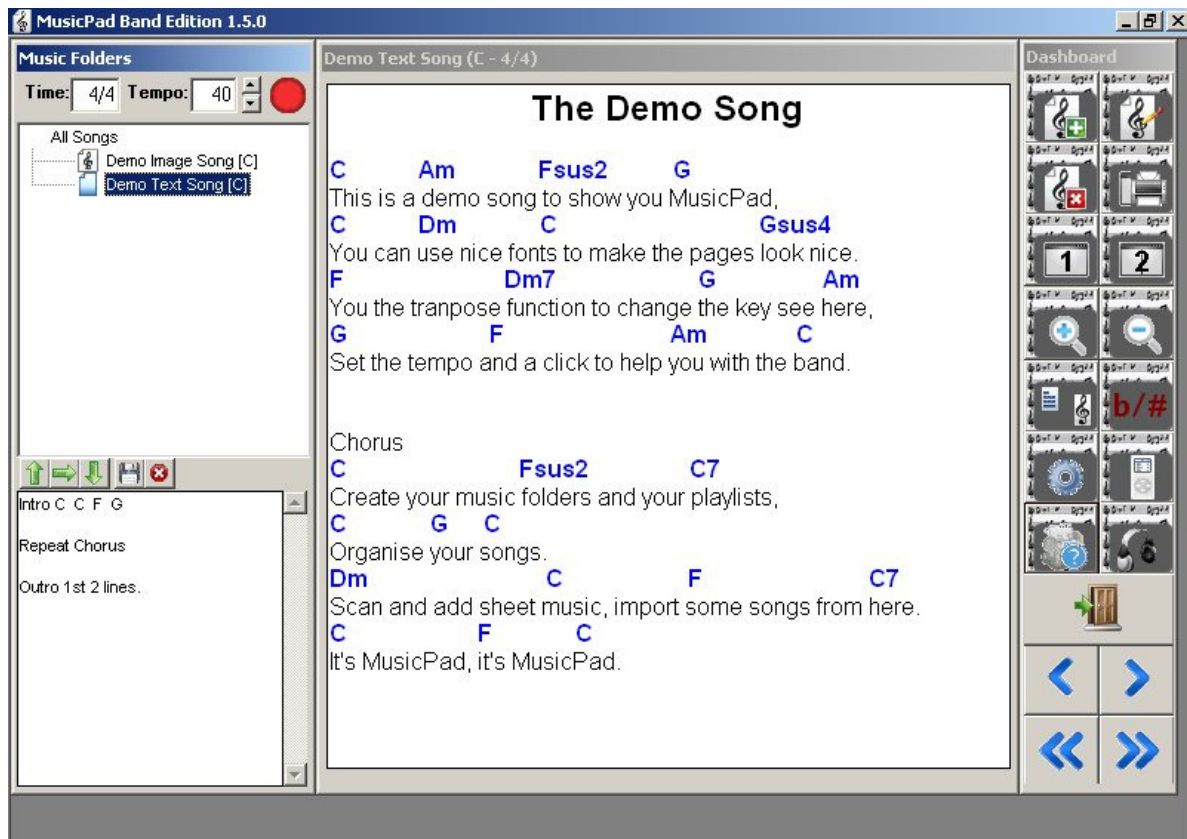 MusicPad Band Edition 1.5.0
Music Folders
Time: 4/4 Tempo: 40
All Songs
Demo Image Song [C]
Demo Text Song [C]
Intro C C F G
Repeat Chorus
Outro 1st 2 lines.
Demo Text Song (C - 4/4)
The Demo Song
C Am Fsus2 G
This is a demo song to show you MusicPad,
C Dm C Gsus4
You can use nice fonts to make the pages look nice.
F Dm7 G Am
You the tranpose function to change the key see here,
G F Am C
Set the tempo and a click to help you with the band.
Chorus
C Fsus2 C7
Create your music folders and your playlists,
C G C
Organise your songs.
Dm C F C7
Scan and add sheet music, import some songs from here.
C F C
It's MusicPad, it's MusicPad.
Dashboard
1 2
b/#
?